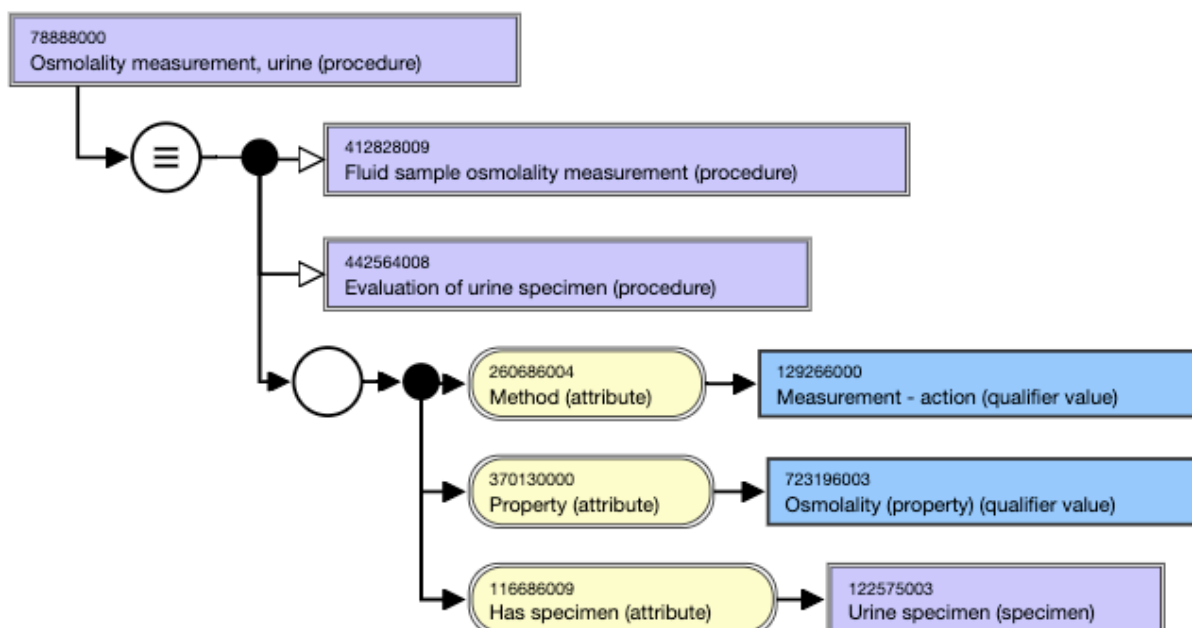 78888000
Osmolality measurement, urine (procedure)
412828009
Fluid sample osmolality measurement (procedure)
442564008
Evaluation of urine specimen (procedure)
260686004
Method (attribute)
129266000
Measurement - action (qualifier value)
370130000
Property (attribute)
723196003
Osmolality (property) (qualifier value)
116686009
Has specimen (attribute)
122575003
Urine specimen (specimen)